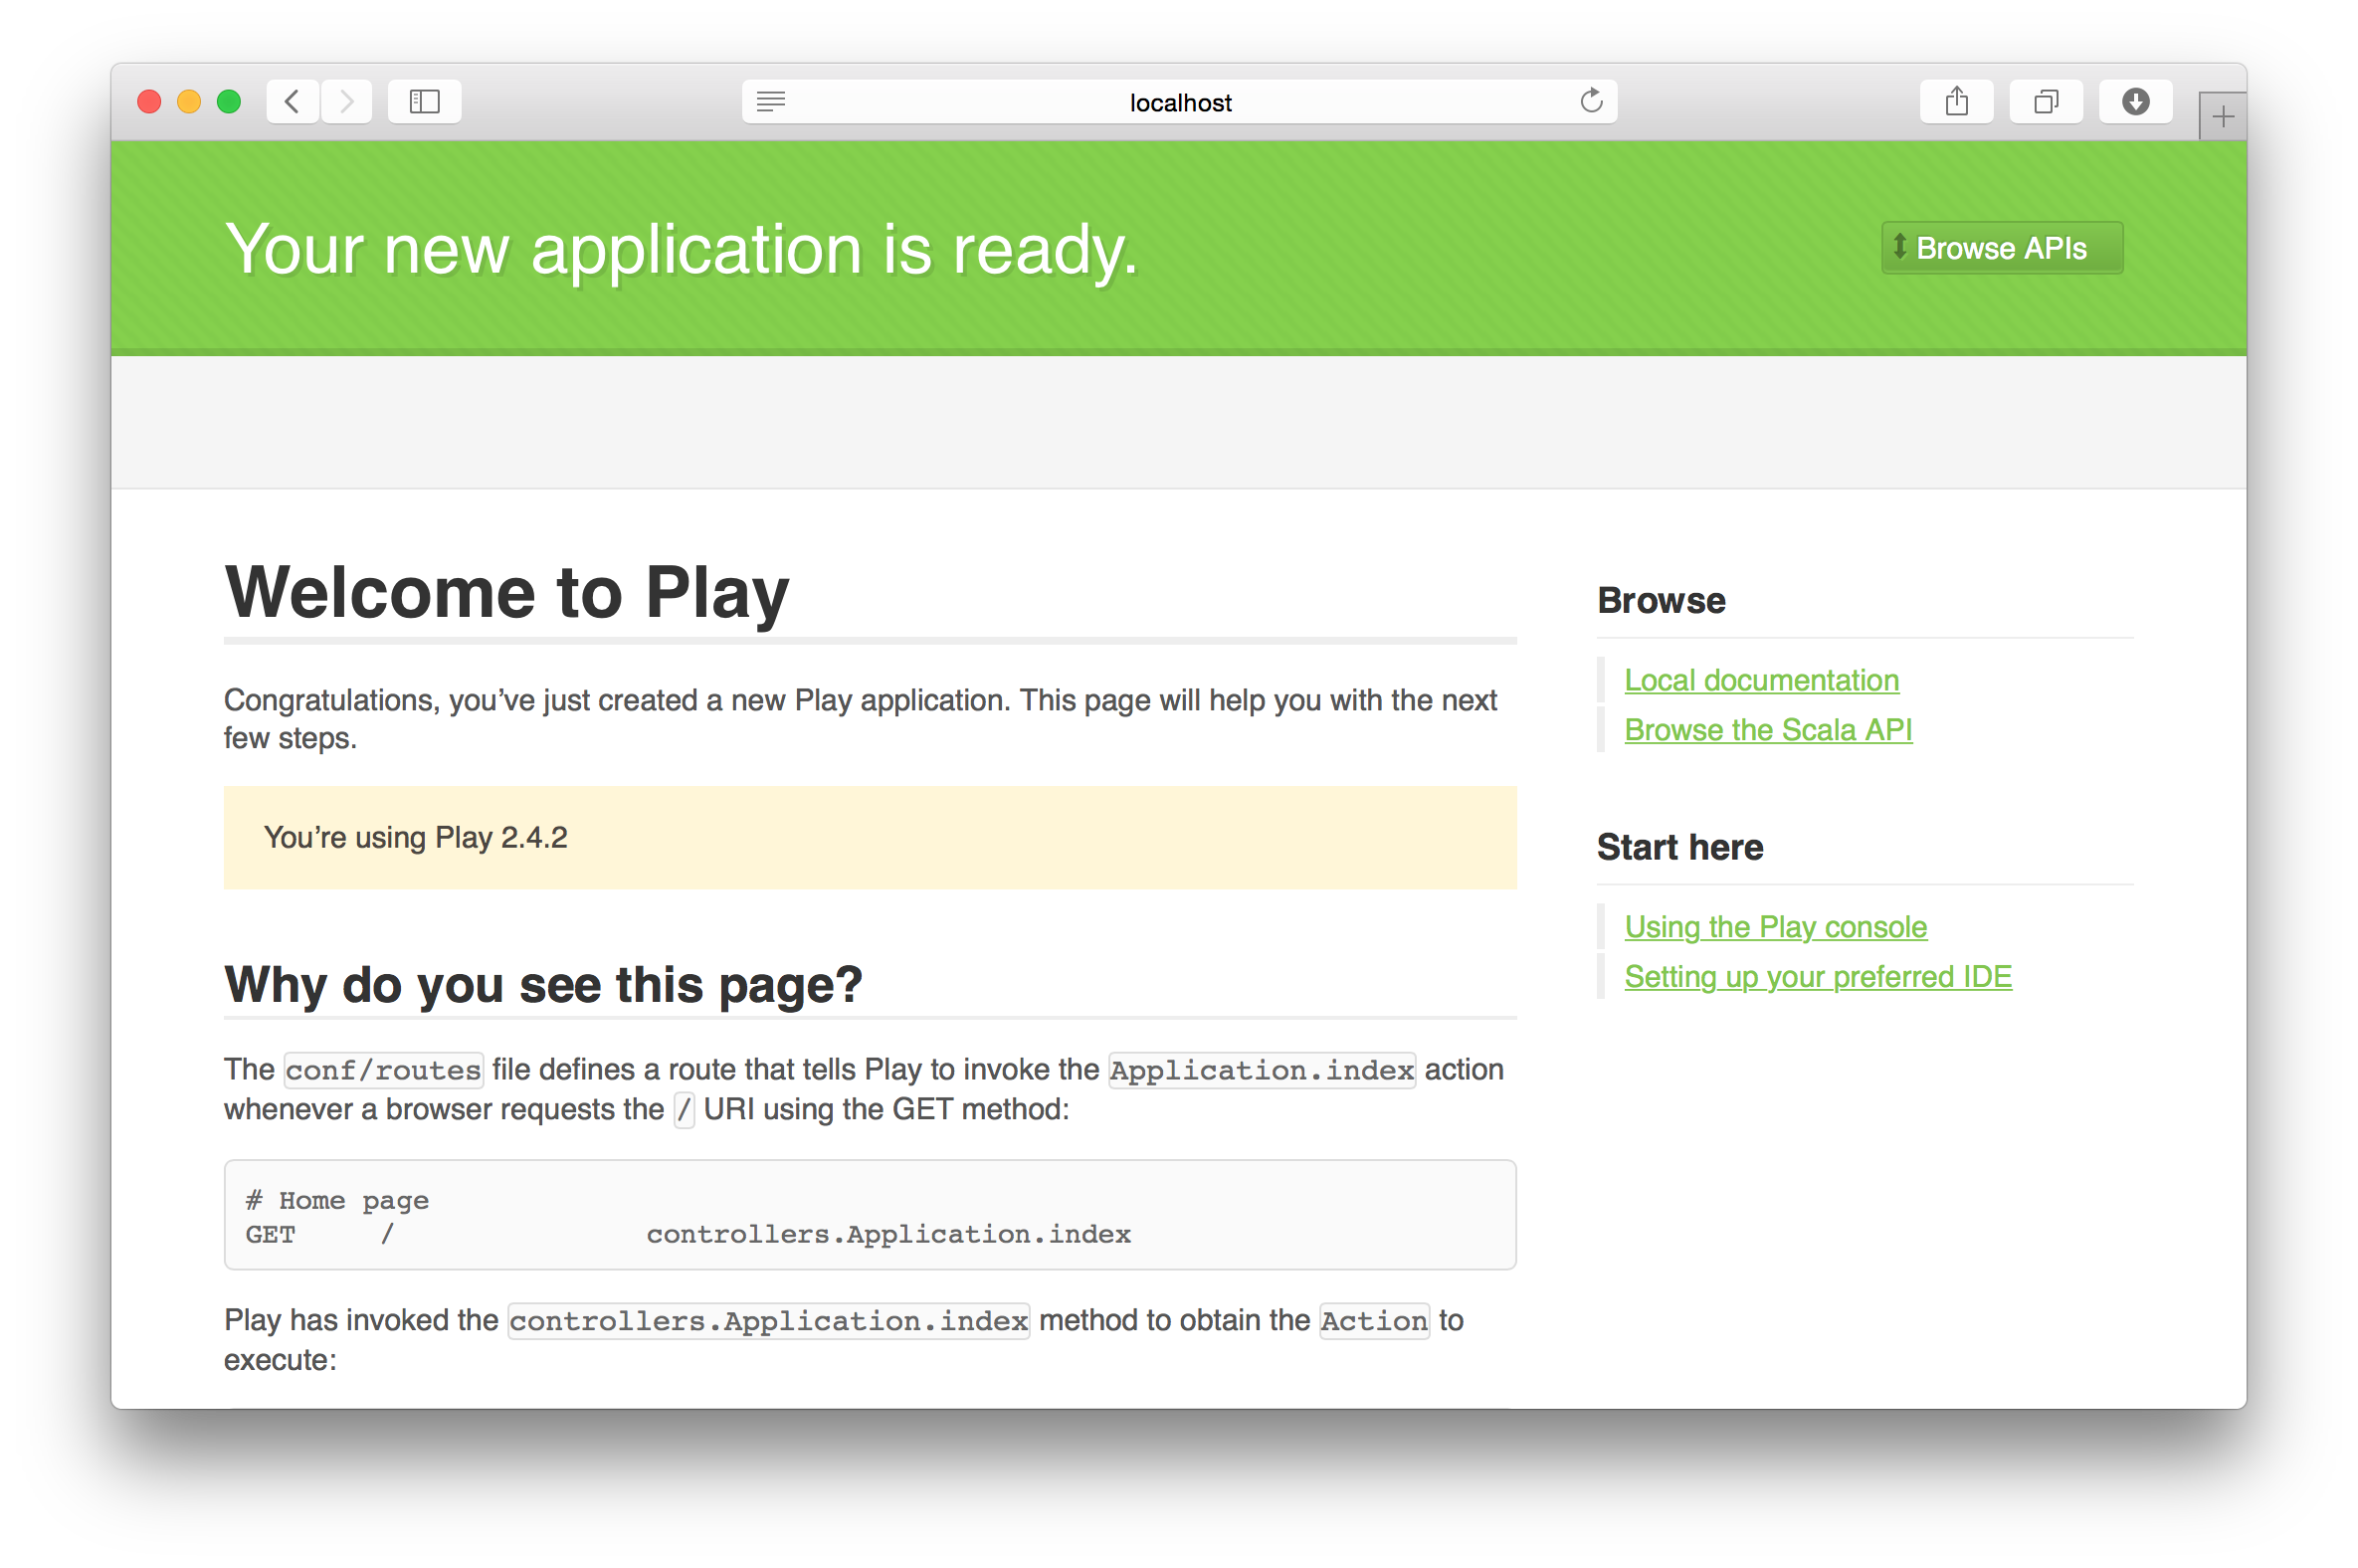 localhost
Your new application is ready.
Browse APIs
Welcome to Play
Congratulations, you’ve just created a new Play application. This page will help you with the next
few steps.
You’re using Play 2.4.2
Why do you see this page?
The conf/routes file defines a route that tells Play to invoke the Application.index action
whenever a browser requests the / URI using the GET method:
# Home page
GET     /               controllers.Application.index
Play has invoked the controllers.Application.index method to obtain the Action to
execute:
Browse
Local documentation
Browse the Scala API
Start here
Using the Play console
Setting up your preferred IDE